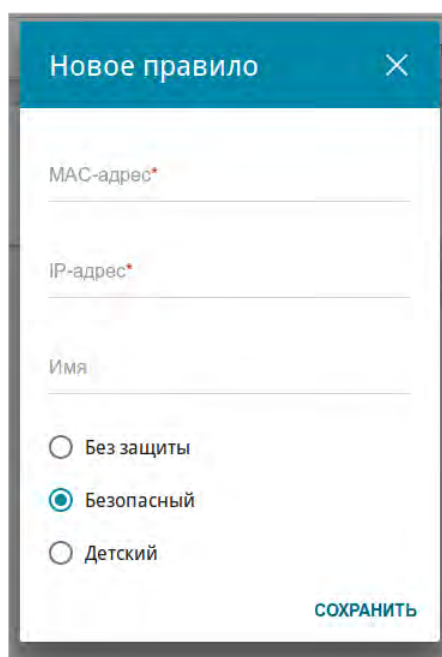 Новое правило
MAC-адрес*
IP-адрес*
Имя
Без защиты
Безопасный
Детский
СОХРАНИТЬ